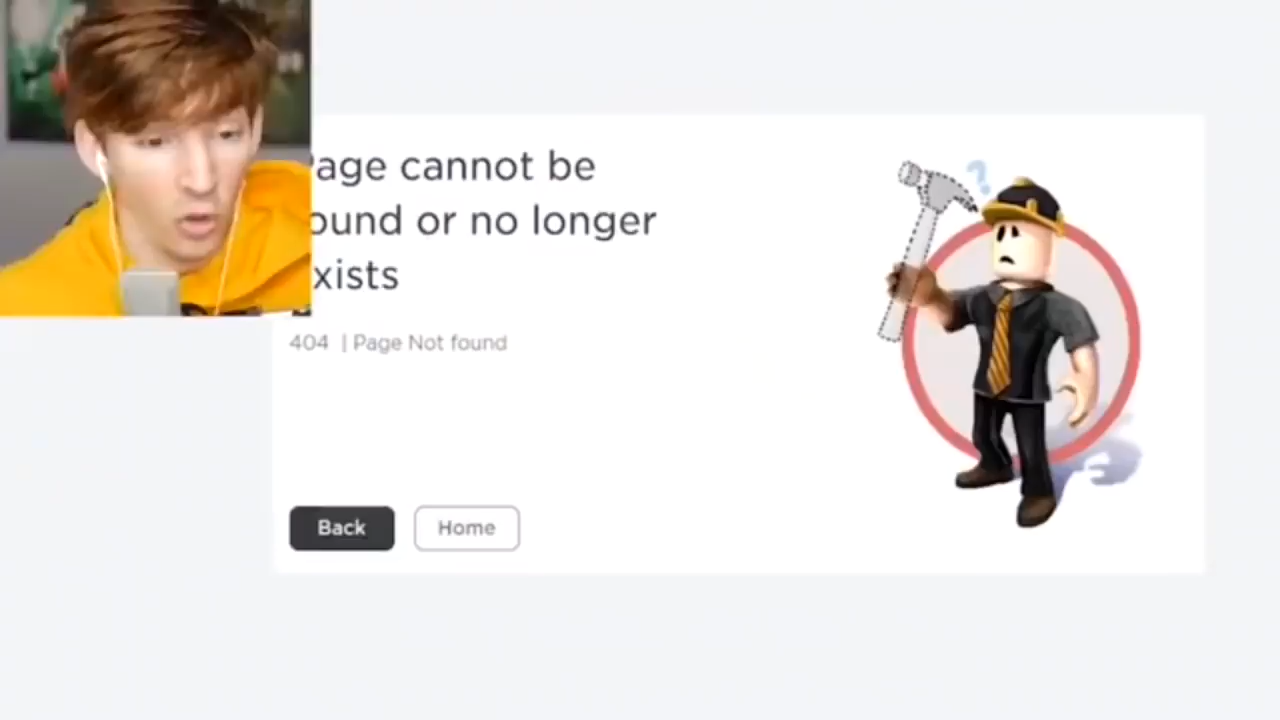 age cannot be
ound or no longer
xists
404 | Page Not found
Back
Home